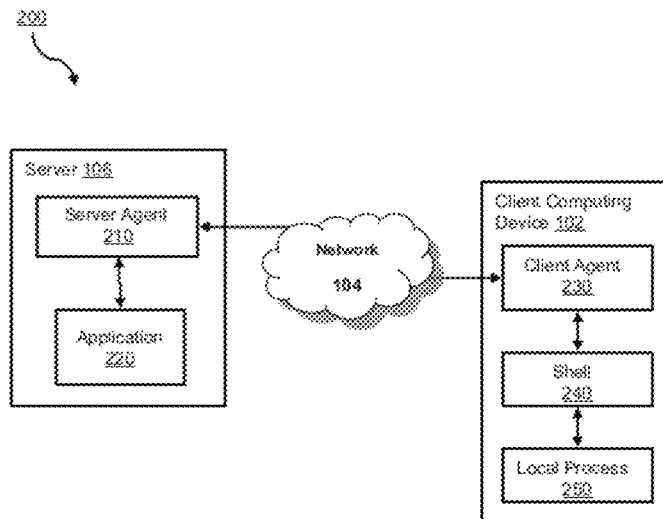 200
Server 106
Server Agent
210
Application
220
Network
104
Client Computing
Device 102
Client Agent
230
Shell
240
Local Process
250